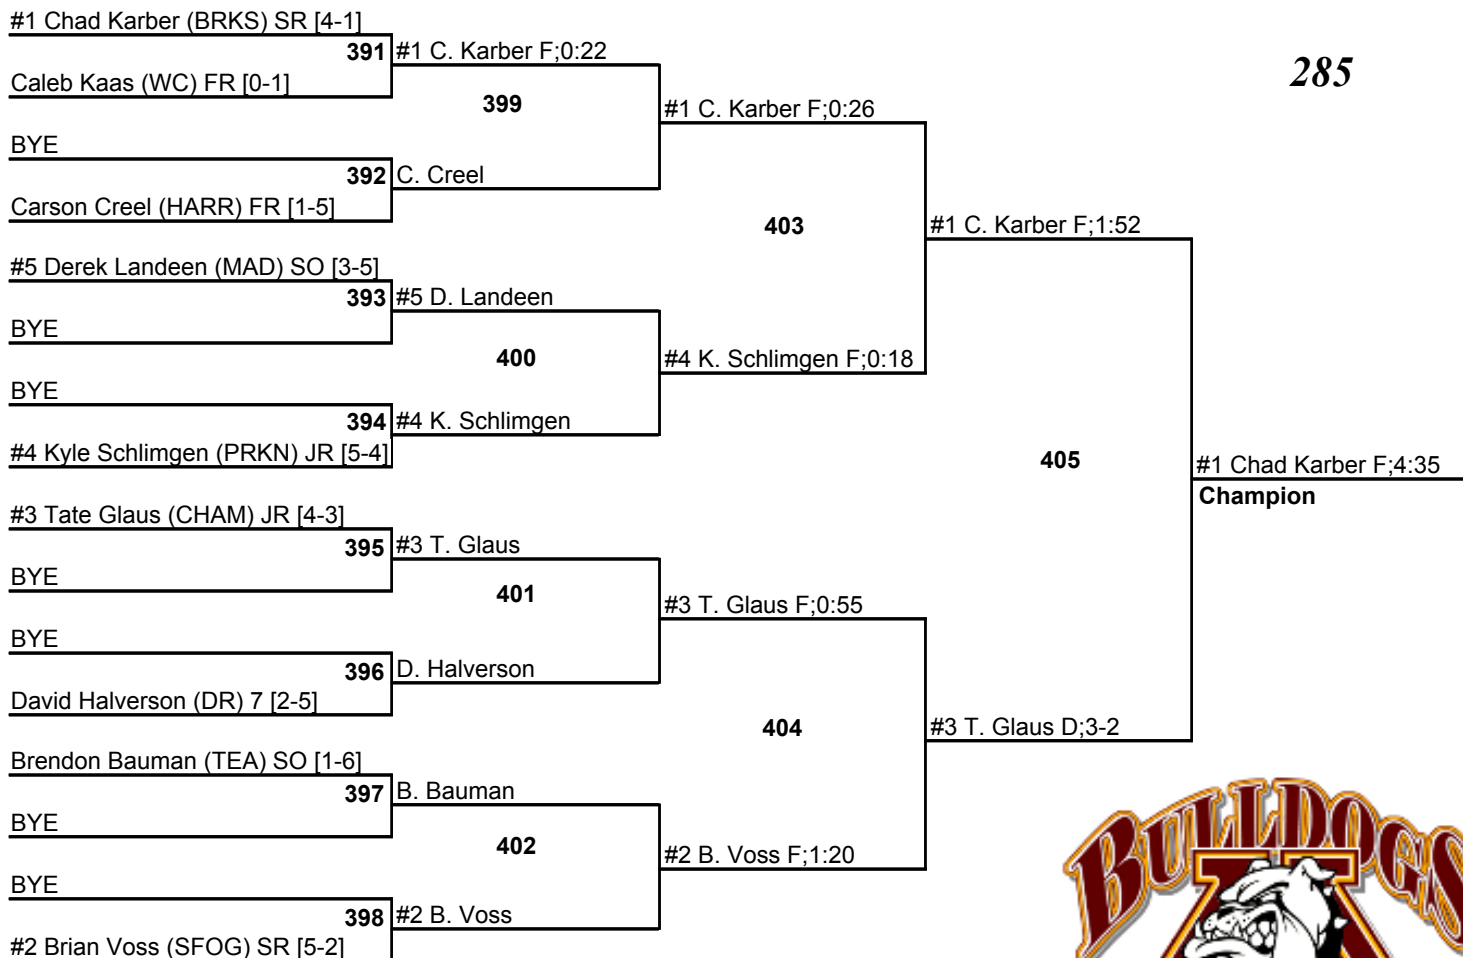 #1 Chad Karber (BRKS) SR [4-1]
391
#1 C. Karber F;0:22
Caleb Kaas (WC) FR [0-1]
399
#1 C. Karber F;0:26
BYE
392
C. Creel
Carson Creel (HARR) FR [1-5]
403
#1 C. Karber F;1:52
#5 Derek Landeen (MAD) SO [3-5]
393
#5 D. Landeen
BYE
400
#4 K. Schlimgen F;0:18
BYE
394
#4 K. Schlimgen
#4 Kyle Schlimgen (PRKN) JR [5-4]
405
#1 Chad Karber F;4:35
Champion
#3 Tate Glaus (CHAM) JR [4-3]
395
#3 T. Glaus
BYE
401
#3 T. Glaus F;0:55
BYE
396
D. Halverson
David Halverson (DR) 7 [2-5]
404
#3 T. Glaus D;3-2
Brendon Bauman (TEA) SO [1-6]
397
B. Bauman
BYE
402
#2 B. Voss F;1:20
BYE
398
#2 B. Voss
#2 Brian Voss (SFOG) SR [5-2]
285
BULLDOGS